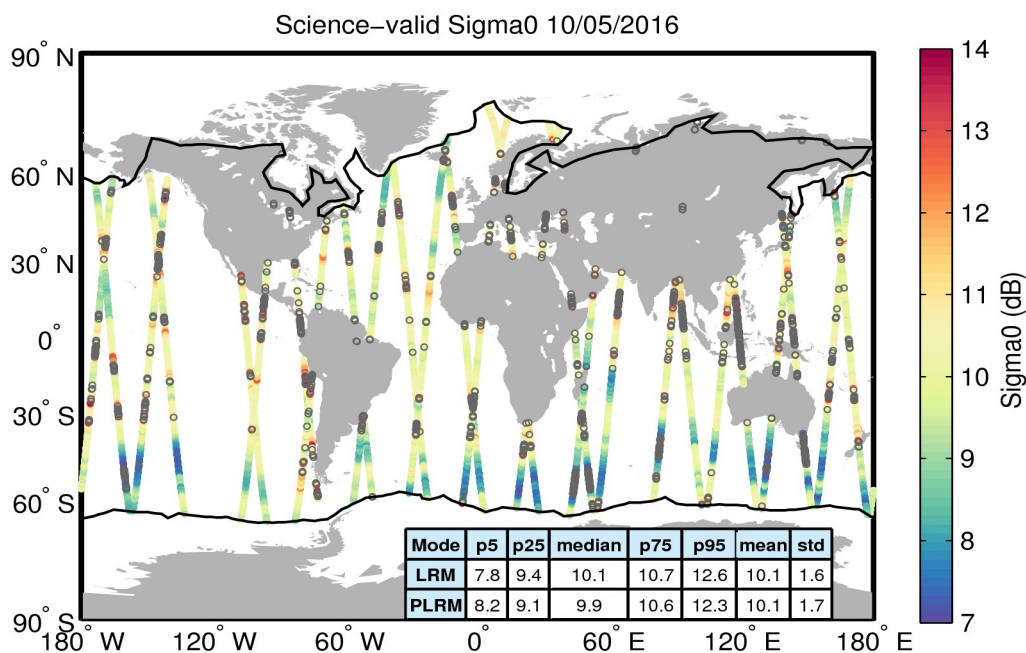 Science−valid Sigma0 10/05/2016
90° N
60° N
30° N
0°
30° S
60° S
90° S
180° W
120° W
60° W
0°
60° E
120° E
180° E
14
13
12
11
10
9
8
7
Sigma0 (dB)
Mode p5 p25 median p75 p95 mean std
LRM 7.8 9.4 10.1 10.7 12.6 10.1 1.6
PLRM 8.2 9.1 9.9 10.6 12.3 10.1 1.7